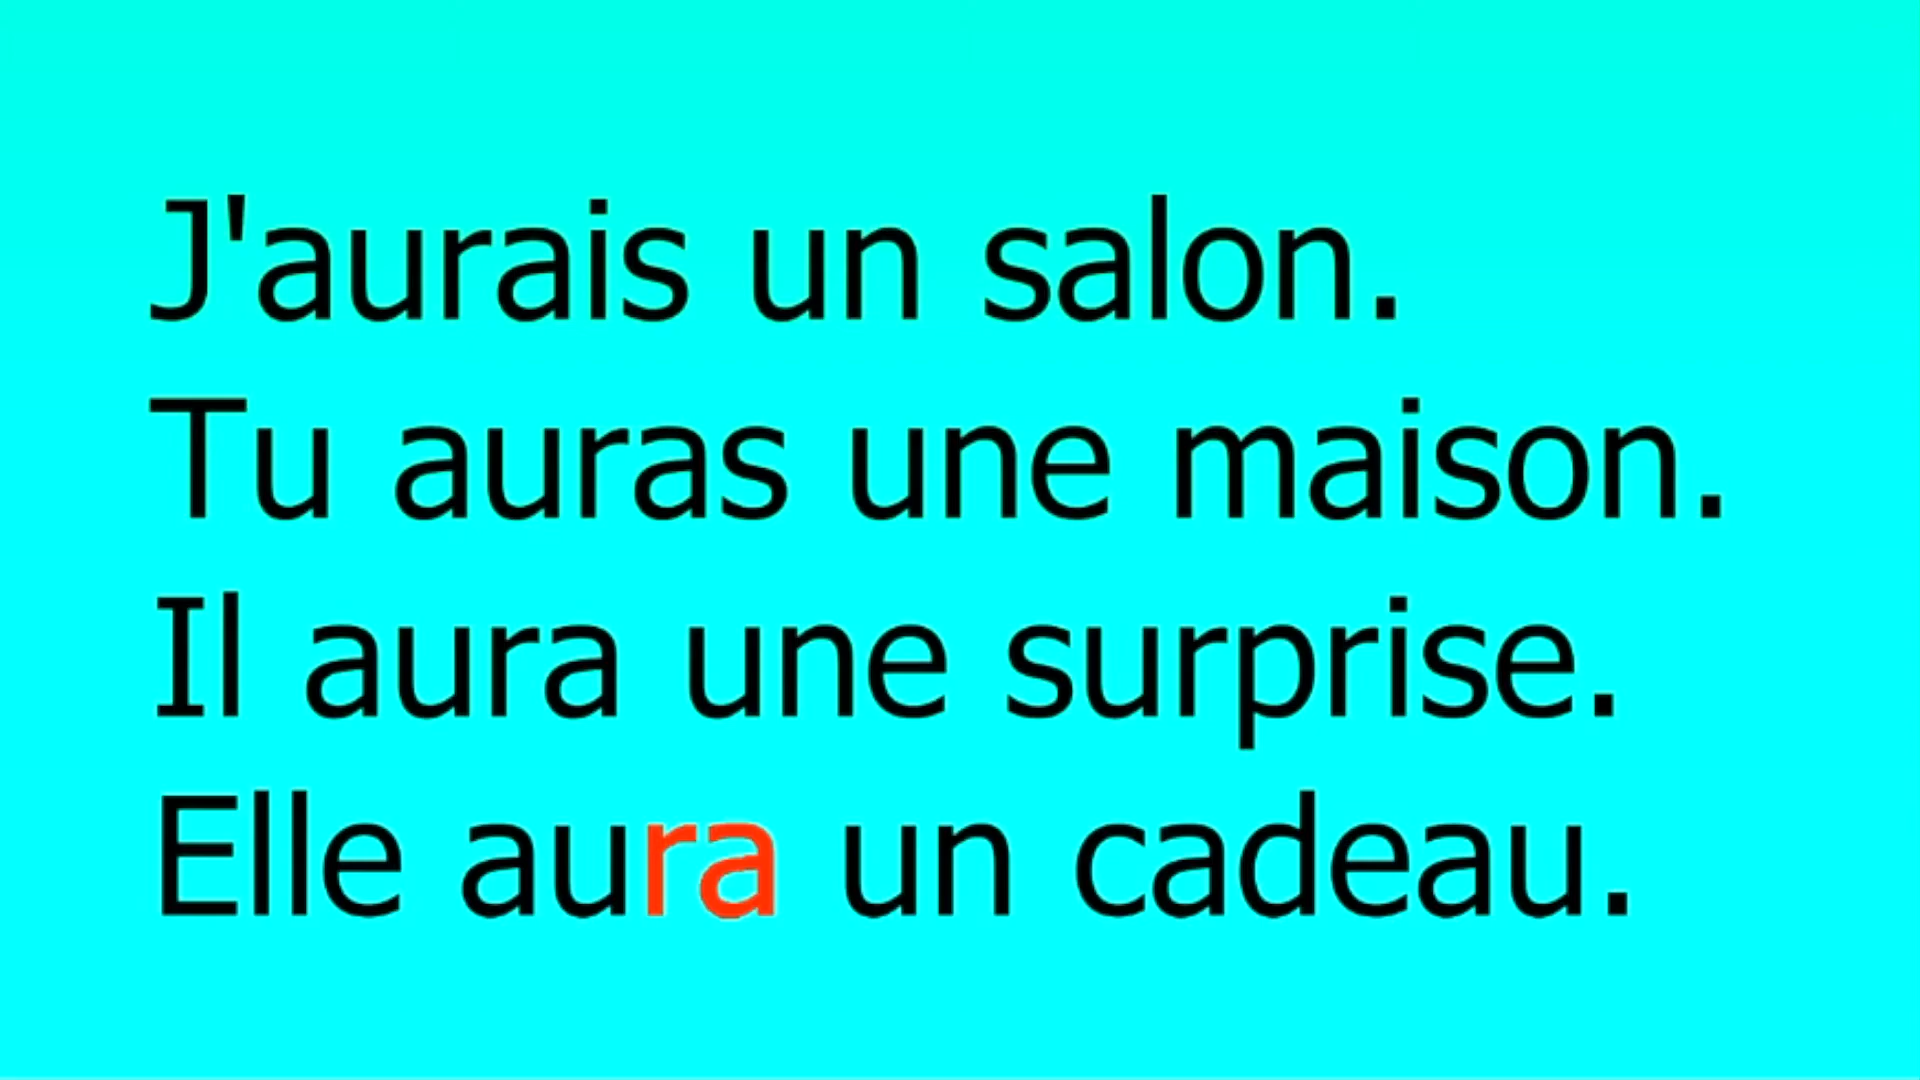 J'aurais un salon.
Tu auras une maison.
Il aura une surprise.
Elle aura un cadeau.